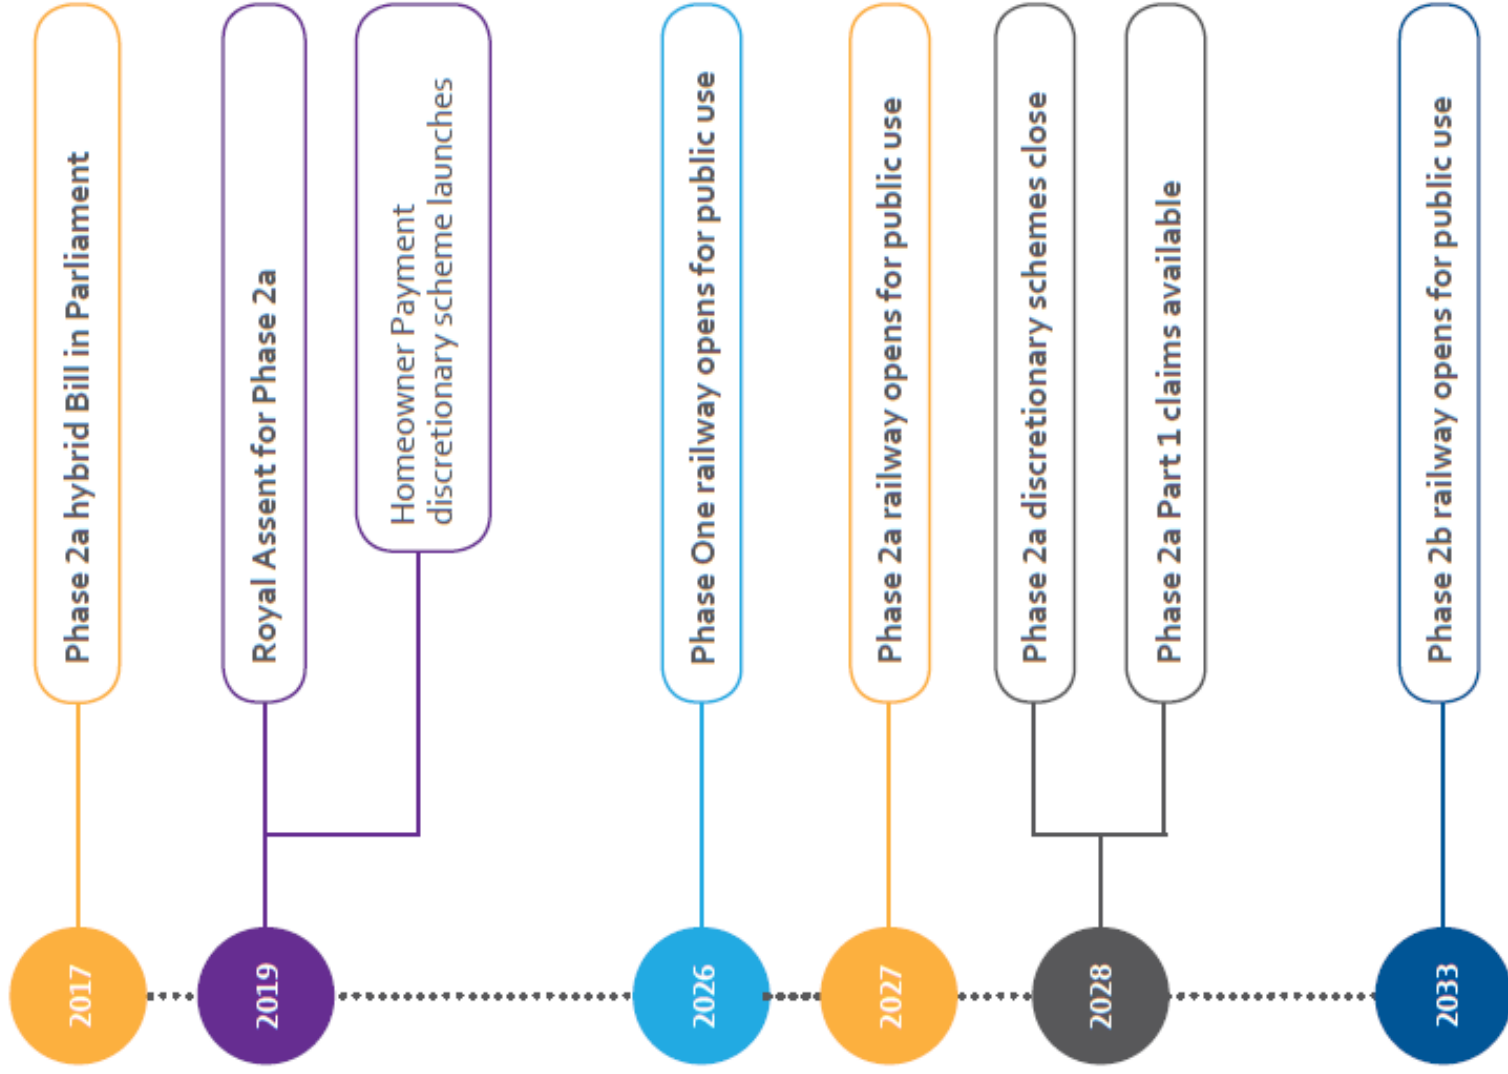 2017
Phase 2a hybrid Bill in Parliament
2019
Royal Assent for Phase 2a
Homeowner Payment
discretionary scheme launches
2026
Phase One railway opens for public use
2027
Phase 2a railway opens for public use
2028
Phase 2a discretionary schemes close
Phase 2a Part 1 claims available
2033
Phase 2b railway opens for public use